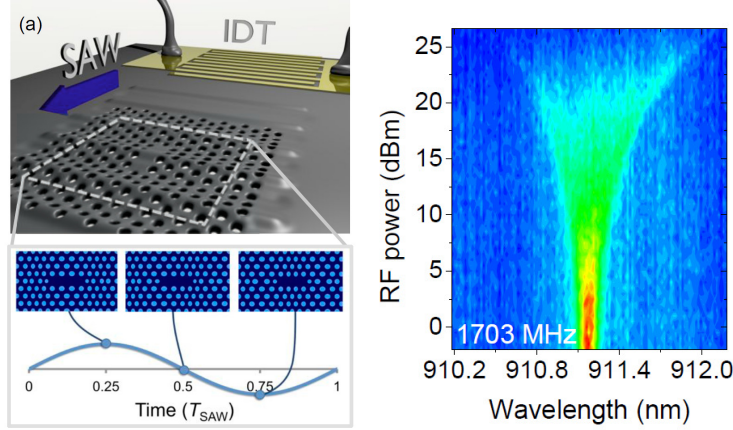 (a)
IDT
SAW
0
0.25
0.5
0.75
1
Time (T_SAW)
25
20
15
10
5
0
RF power (dBm)
1703 MHz
910.2
910.8
911.4
912.0
Wavelength (nm)